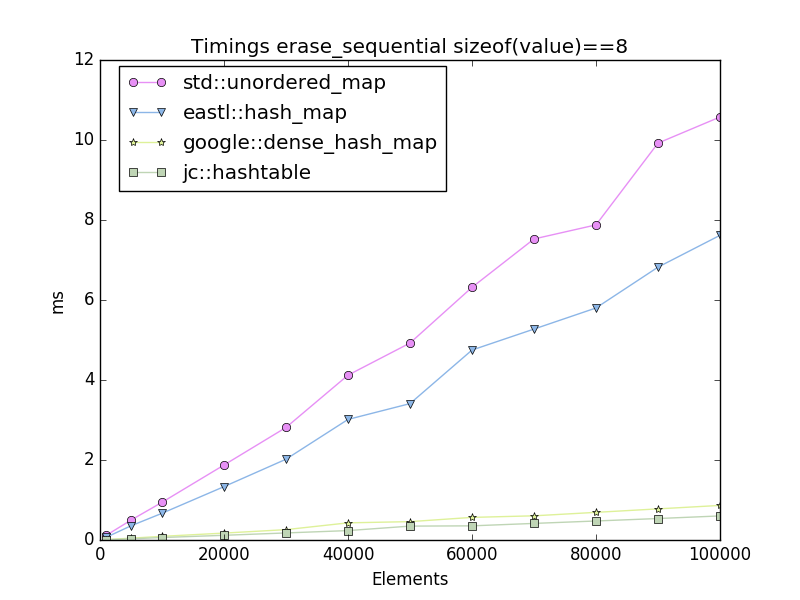 Timings erase_sequential sizeof(value)==8
std::unordered_map
eastl::hash_map
google::dense_hash_map
jc::hashtable
12
10
8
6
4
2
0
ms
0 20000 40000 60000 80000 100000
Elements